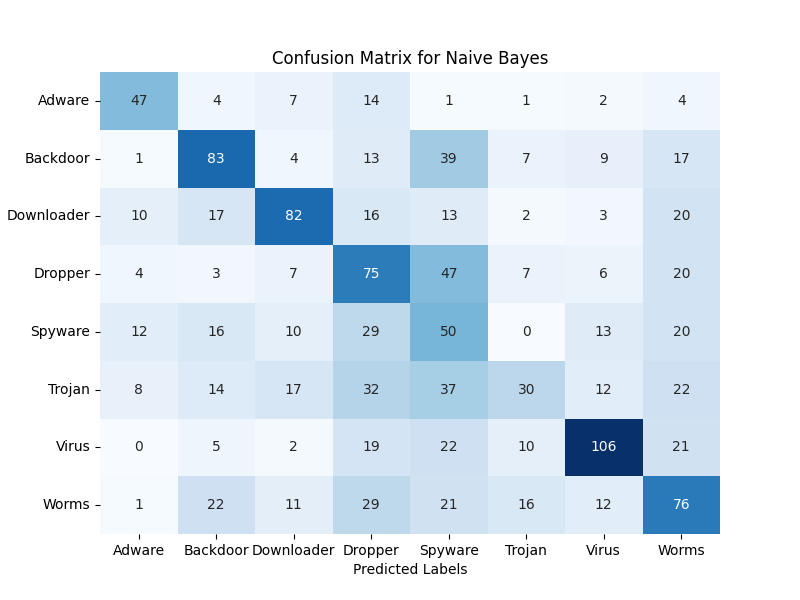 Confusion Matrix for Naive Bayes
Adware 47 4 7 14 1 1 2 4
Backdoor 1 83 4 13 39 7 9 17
Downloader 10 17 82 16 13 2 3 20
Dropper 4 3 7 75 47 7 6 20
Spyware 12 16 10 29 50 0 13 20
Trojan 8 14 17 32 37 30 12 22
Virus 0 5 2 19 22 10 106 21
Worms 1 22 11 29 21 16 12 76
Adware Backdoor Downloader Dropper Spyware Trojan Virus Worms
Predicted Labels